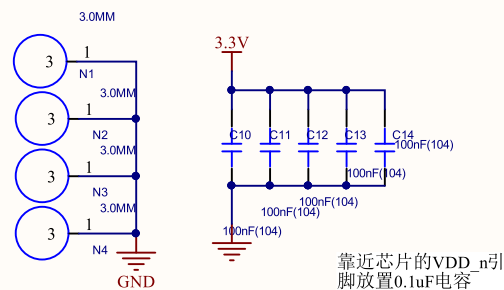 3.0MM
3
1
N1
3.0MM
3
1
N2
3.0MM
3
1
N3
3.0MM
3
1
N4
GND
3.3V
C10
C11
C12
C13
C14
100nF(104)
100nF(104)
100nF(104)
100nF(104)
100nF(104)
靠近芯片的VDD_n引
脚放置0.1uF电容